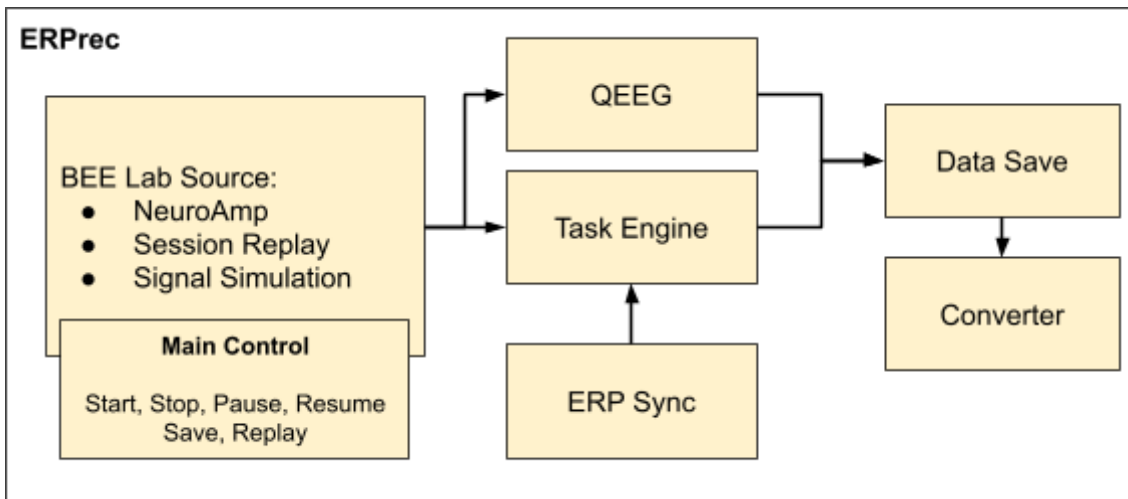 ERPrec
BEE Lab Source:
● NeuroAmp
● Session Replay
● Signal Simulation
Main Control
Start, Stop, Pause, Resume
Save, Replay
QEEG
Task Engine
ERP Sync
Data Save
Converter